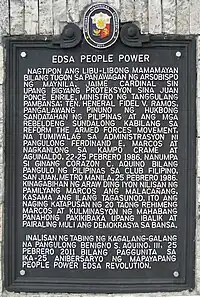 EDSA PEOPLE POWER
NAGTIPON ANG LIBU-LIBONG MAMAMAYAN
BILANG TUGON SA PANAWAGAN NG ARSOBISPO
NG MAYNILA, JAIME CARDINAL SIN
UPANG BIGYANG PROTEKSYON SINA JUAN
PONCE ENRILE, MINISTRO NG TANGGULANG
PAMBANSA; TEN. HENERAL FIDEL V. RAMOS,
PANGALAWANG PINUNO NG HUKBONG
SANDATAHAN NG PILIPINAS AT ANG MGA
REBELDENG SUNDALONG KABILANG SA
REFORM THE ARMED FORCES MOVEMENT,
NA TUMIWALAG SA ADMINISTRASYON NI
PANGULONG FERDINAND E. MARCOS AT
NAGKANLONG SA KAMPO CRAME AT
AGUINALDO, 22-25 PEBRERO 1986. NANUMPA
SI GINANG CORAZON C. AQUINO BILANG
PANGULO NG PILIPINAS SA CLUB FILIPINO,
SAN JUAN, METRO MANILA, 25 PEBRERO 1986.
KINAGABIHAN NG ARAW DING IYON NILISAN NG
PAMILYANG MARCOS ANG MALACAÑANG,
KASAMA ANG ILANG TAGASUNOD. ITO ANG
NAGING KATAPUSAN NG 20 TAONG REHIMENG
MARCOS AT KULMINASYON NG MAHABANG
PANAHONG PAKIKIBAKA UPANG IBALIK AT
PAIRALING MULI ANG DEMOKRASYA SA BANSA.
INALISAN NG TABING NG KAGALANG-GALANG
NA PANGULONG BENIGNO S. AQUINO, III, 25
PEBRERO 2011 BILANG PAGGUNITA SA
IKA-25 ANIBERSARYO NG MAPAYAPANG
PEOPLE POWER EDSA REVOLUTION.